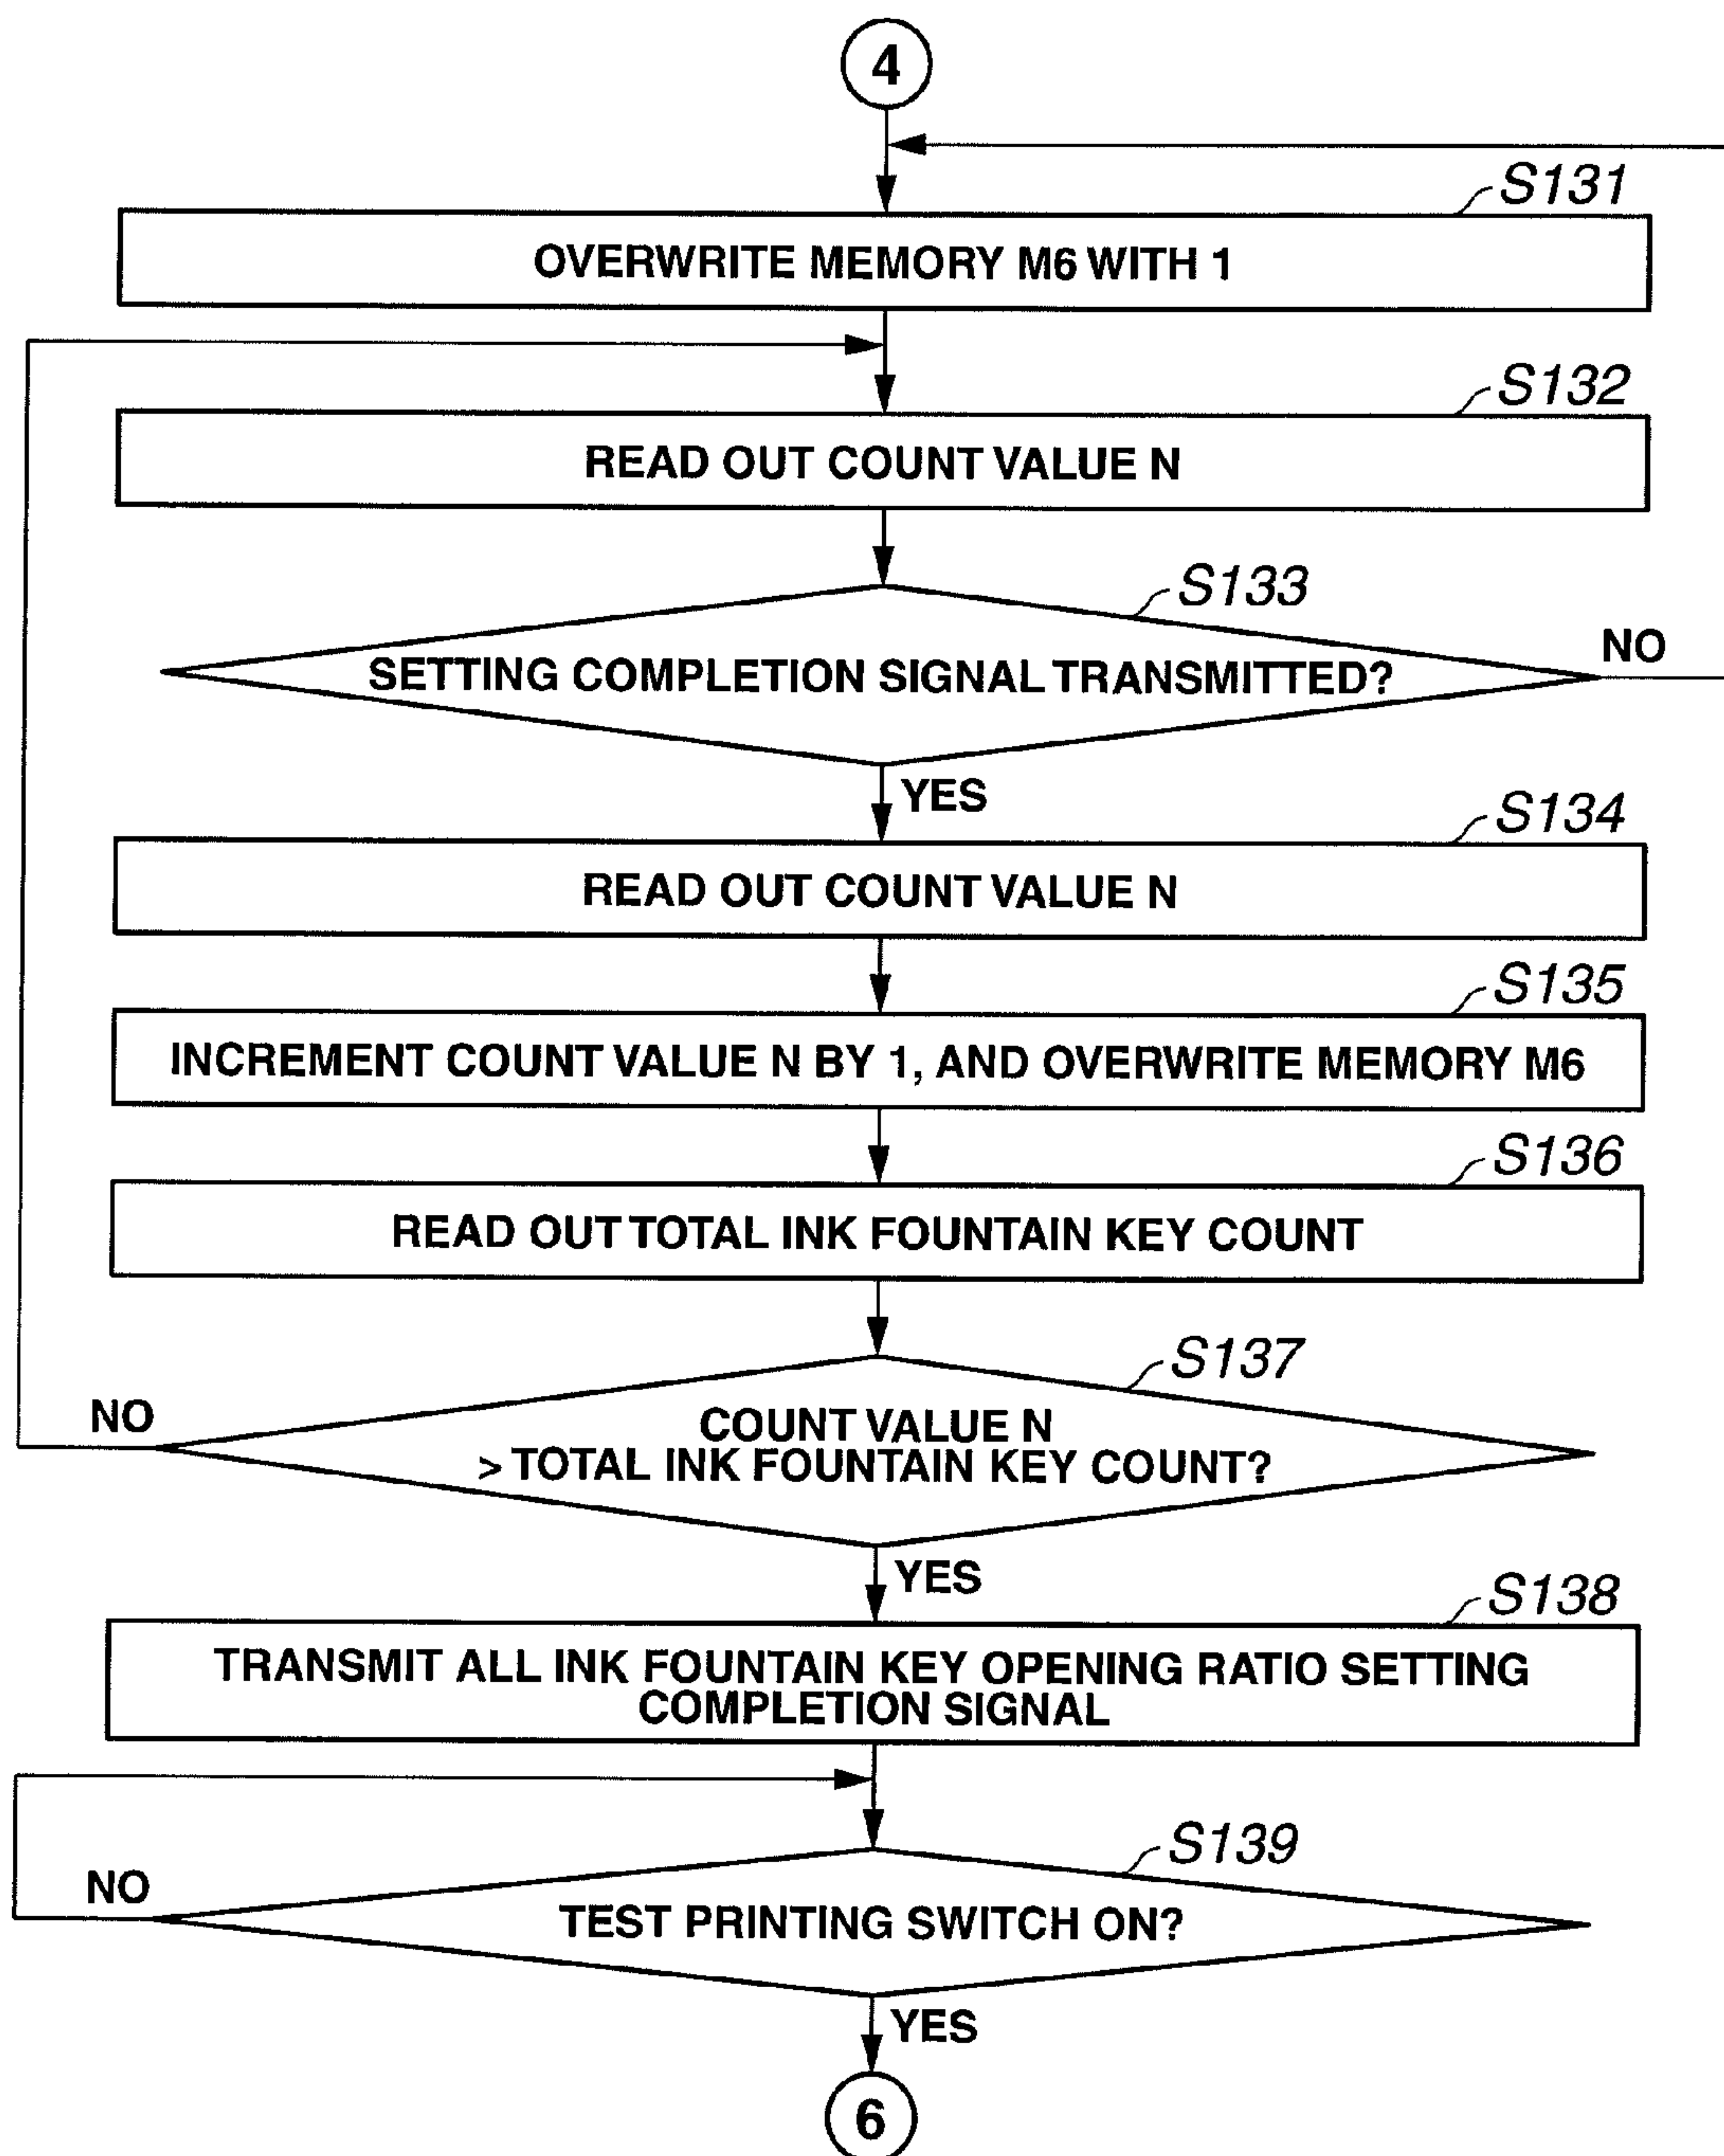 4
S131
OVERWRITE MEMORY M6 WITH 1
S132
READ OUT COUNT VALUE N
S133
SETTING COMPLETION SIGNAL TRANSMITTED?
NO
YES
S134
READ OUT COUNT VALUE N
S135
INCREMENT COUNT VALUE N BY 1, AND OVERWRITE MEMORY M6
S136
READ OUT TOTAL INK FOUNTAIN KEY COUNT
S137
NO
COUNT VALUE N
> TOTAL INK FOUNTAIN KEY COUNT?
YES
S138
TRANSMIT ALL INK FOUNTAIN KEY OPENING RATIO SETTING
COMPLETION SIGNAL
S139
NO
TEST PRINTING SWITCH ON?
YES
6